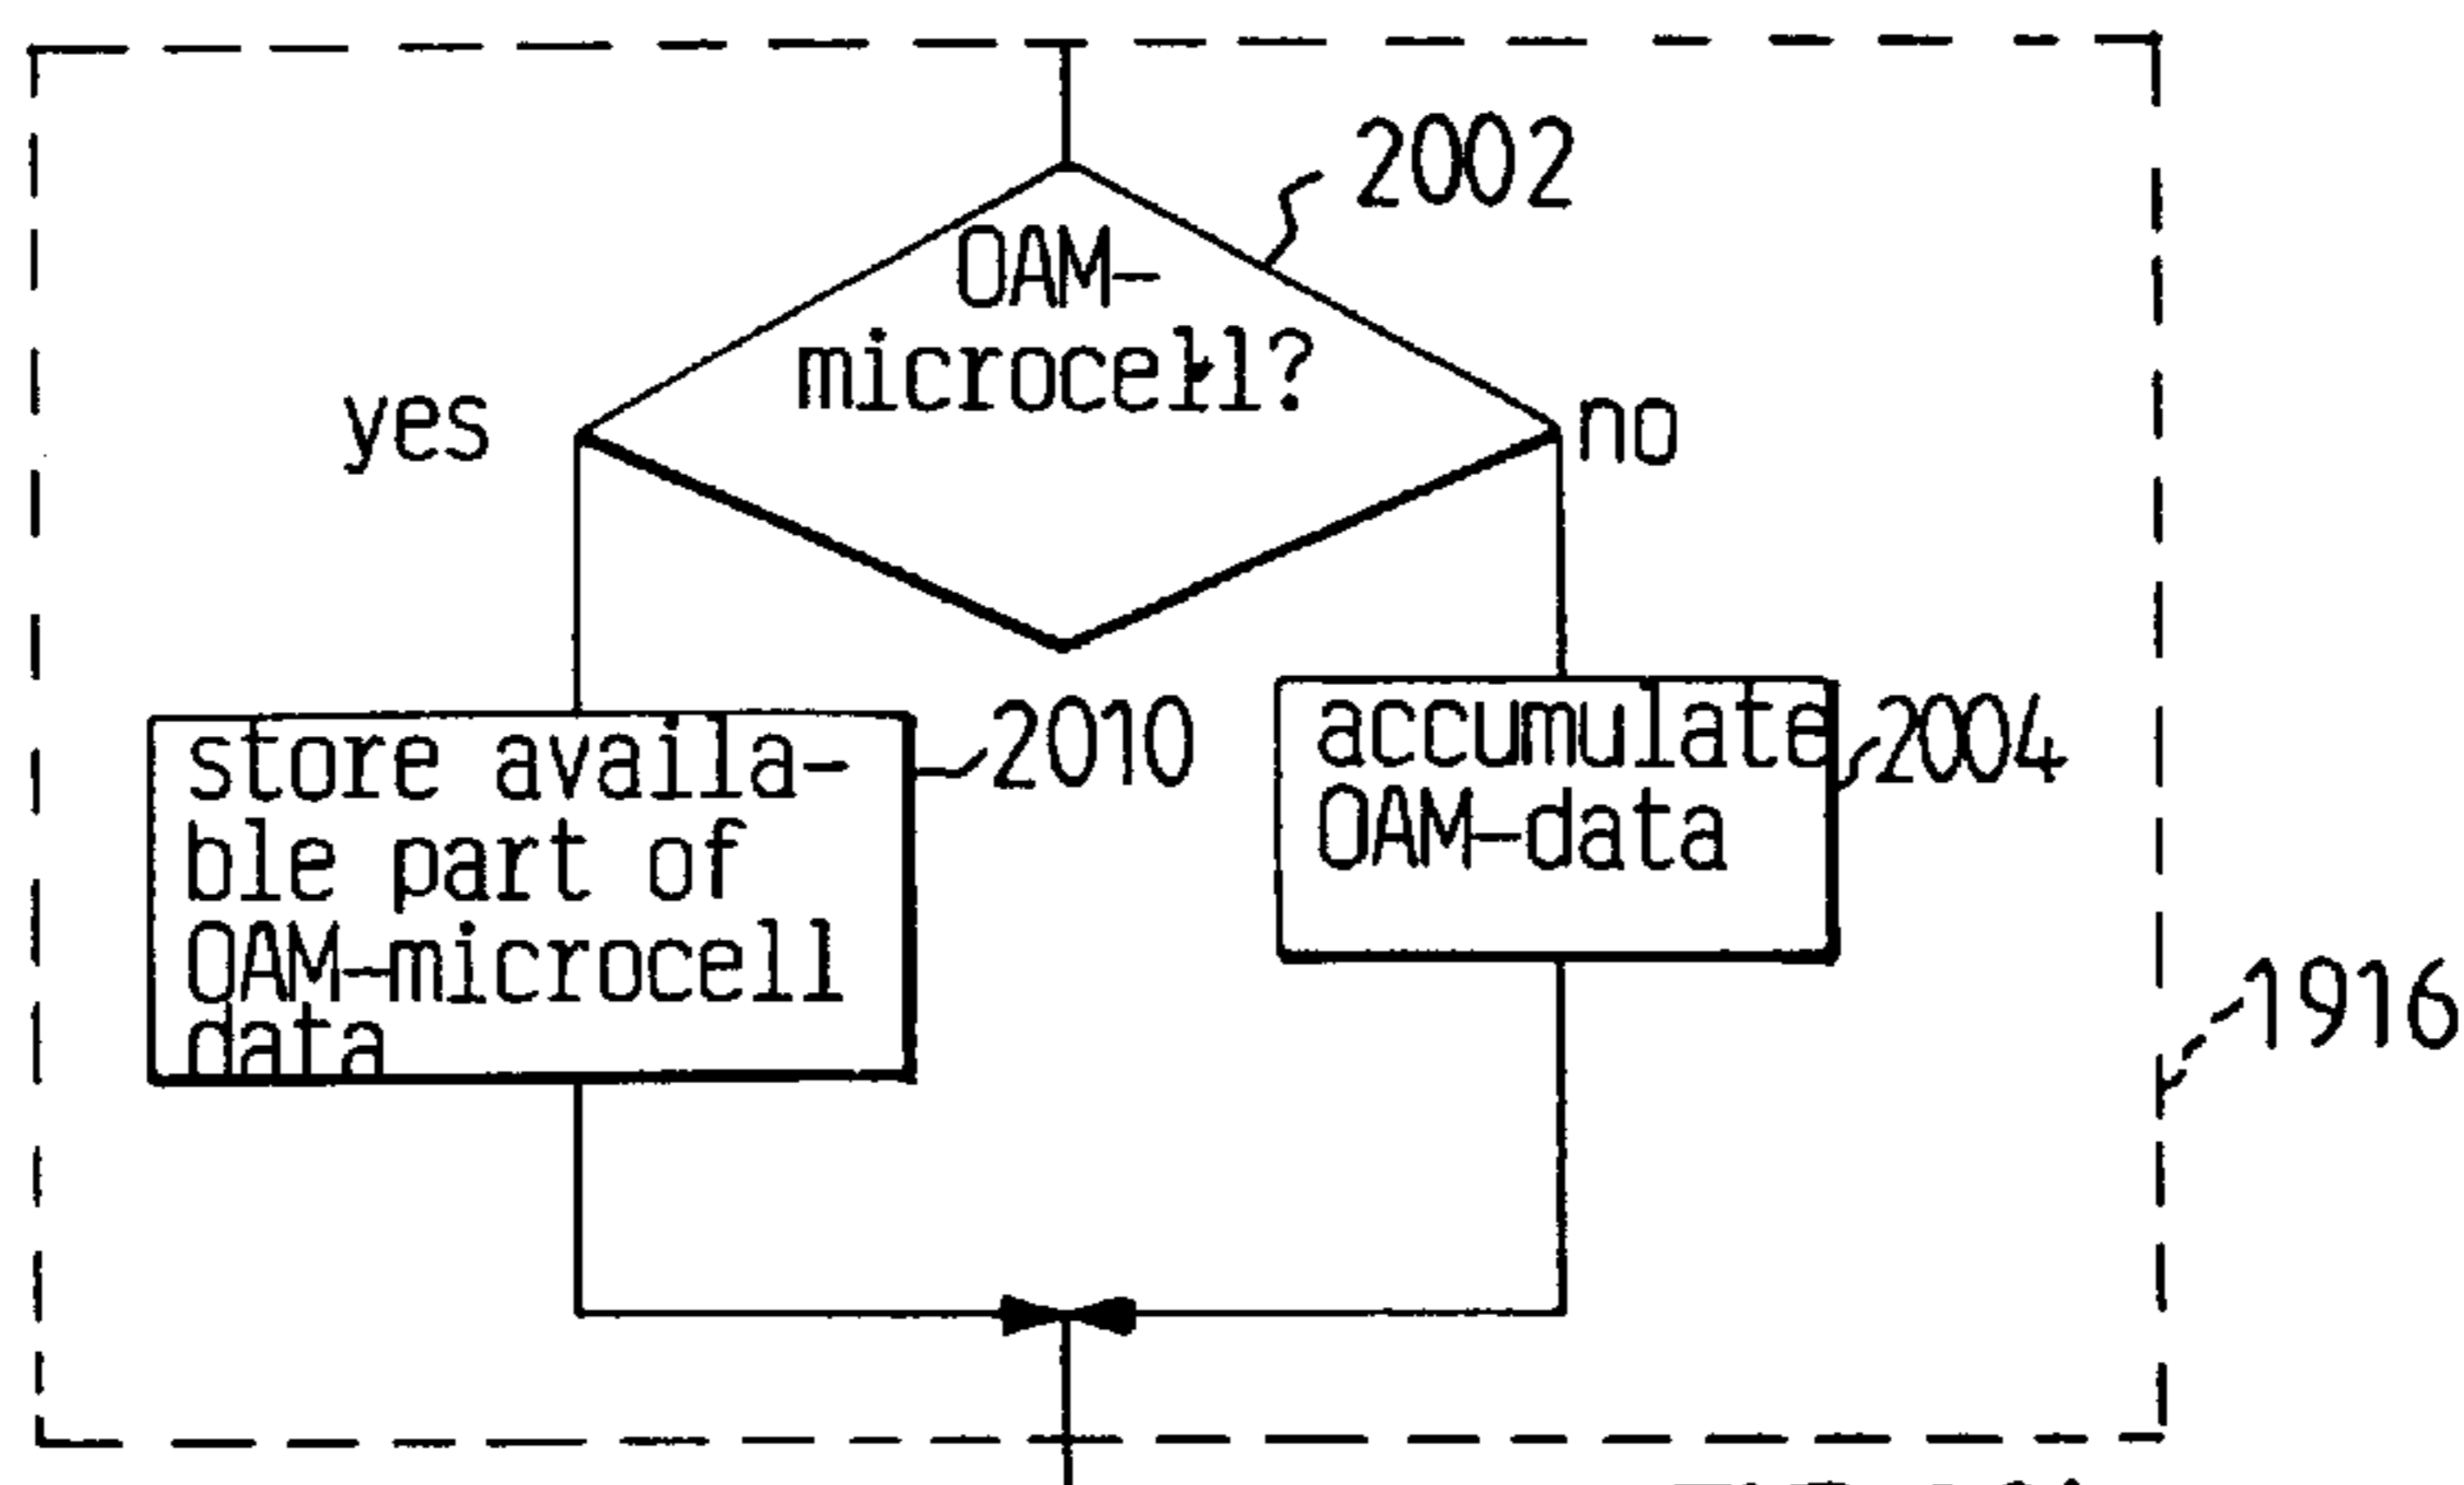 2002
OAM-
microcell?
yes
no
store availa-
ble part of
OAM-microcell
data
2010
accumulate
OAM-data
2004
1916